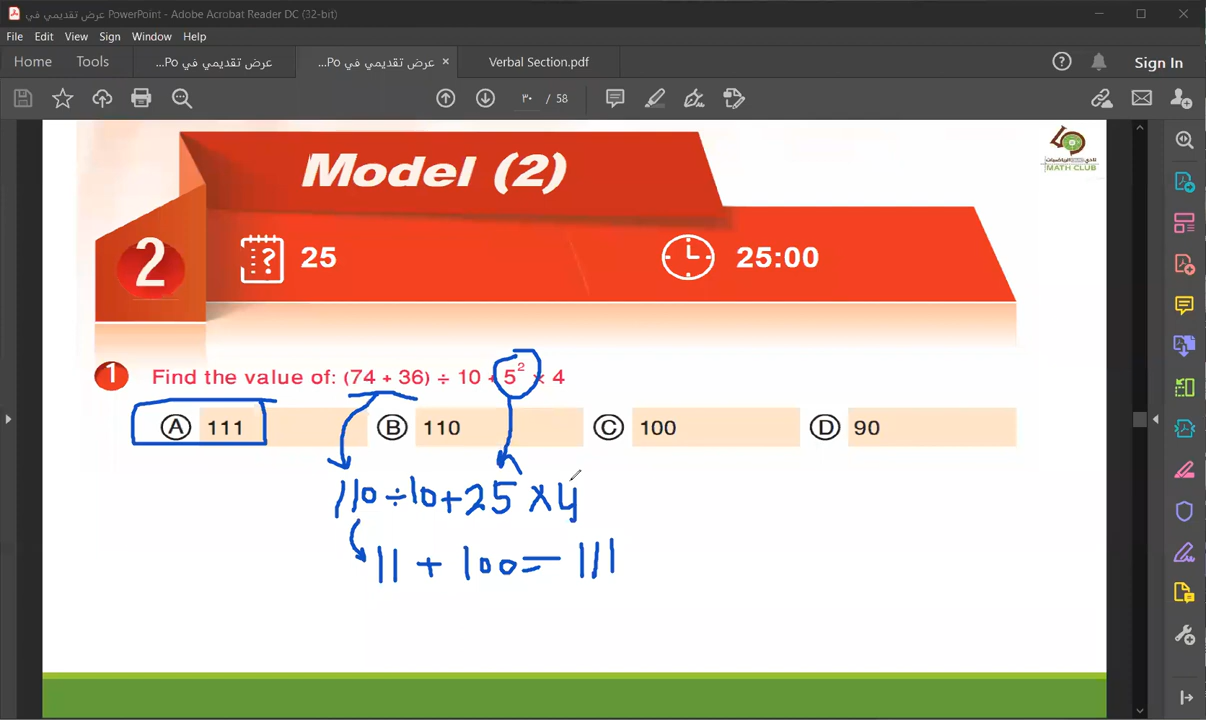 عرض تقديمي في PowerPoint - Adobe Acrobat Reader DC (32-bit)
File Edit View Sign Window Help
Home Tools عرض تقديمي في Po... عرض تقديمي في Po... × Verbal Section.pdf Sign In
٣٠ / 58
Model (2)
MATH CLUB
2 25 25:00
1 Find the value of: (74 + 36) ÷ 10 + 5² × 4
A 111 B 110 C 100 D 90
110 ÷ 10 + 25 × 4
11 + 100 = 111